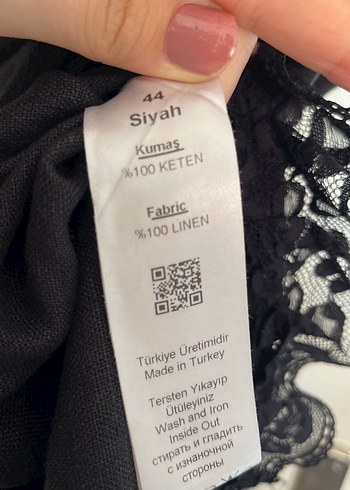 44
Siyah
Kumaş
%100 KETEN
Fabric
%100 LINEN
Türkiye Üretimidir
Made in Turkey
Tersten Yıkayıp
Ütüleyiniz
Wash and Iron
Inside Out
стирать и гладить
с изнаночной
стороны